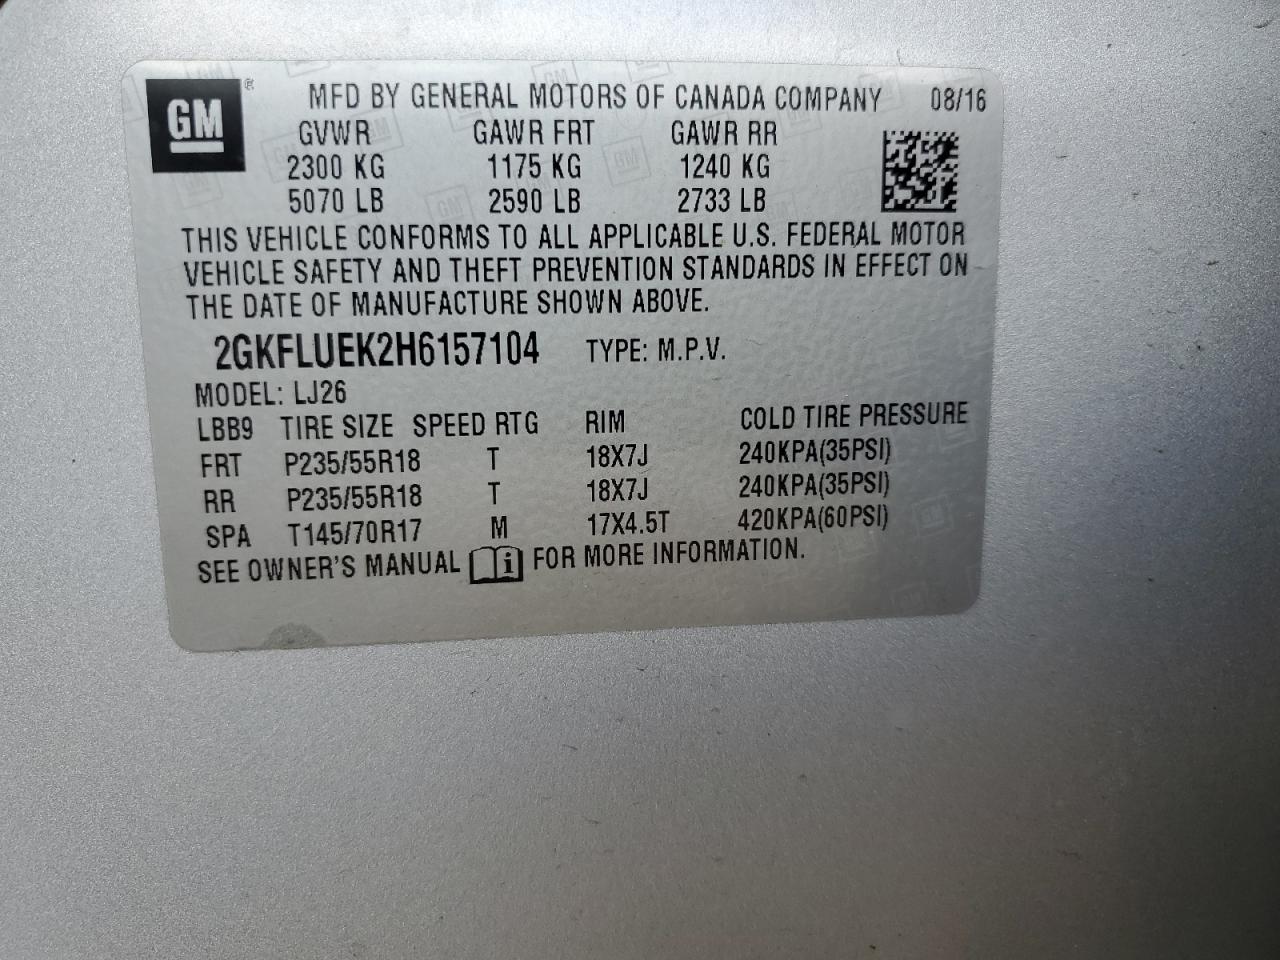 GM
MFD BY GENERAL MOTORS OF CANADA COMPANY 08/16
GVWR GAWR FRT GAWR RR
2300 KG 1175 KG 1240 KG
5070 LB 2590 LB 2733 LB
THIS VEHICLE CONFORMS TO ALL APPLICABLE U.S. FEDERAL MOTOR
VEHICLE SAFETY AND THEFT PREVENTION STANDARDS IN EFFECT ON
THE DATE OF MANUFACTURE SHOWN ABOVE.
2GKFLUEK2H6157104 TYPE: M.P.V.
MODEL: LJ26
LBB9 TIRE SIZE SPEED RTG RIM COLD TIRE PRESSURE
FRT P235/55R18 T 18X7J 240KPA(35PSI)
RR P235/55R18 T 18X7J 240KPA(35PSI)
SPA T145/70R17 M 17X4.5T 420KPA(60PSI)
SEE OWNER'S MANUAL i FOR MORE INFORMATION.